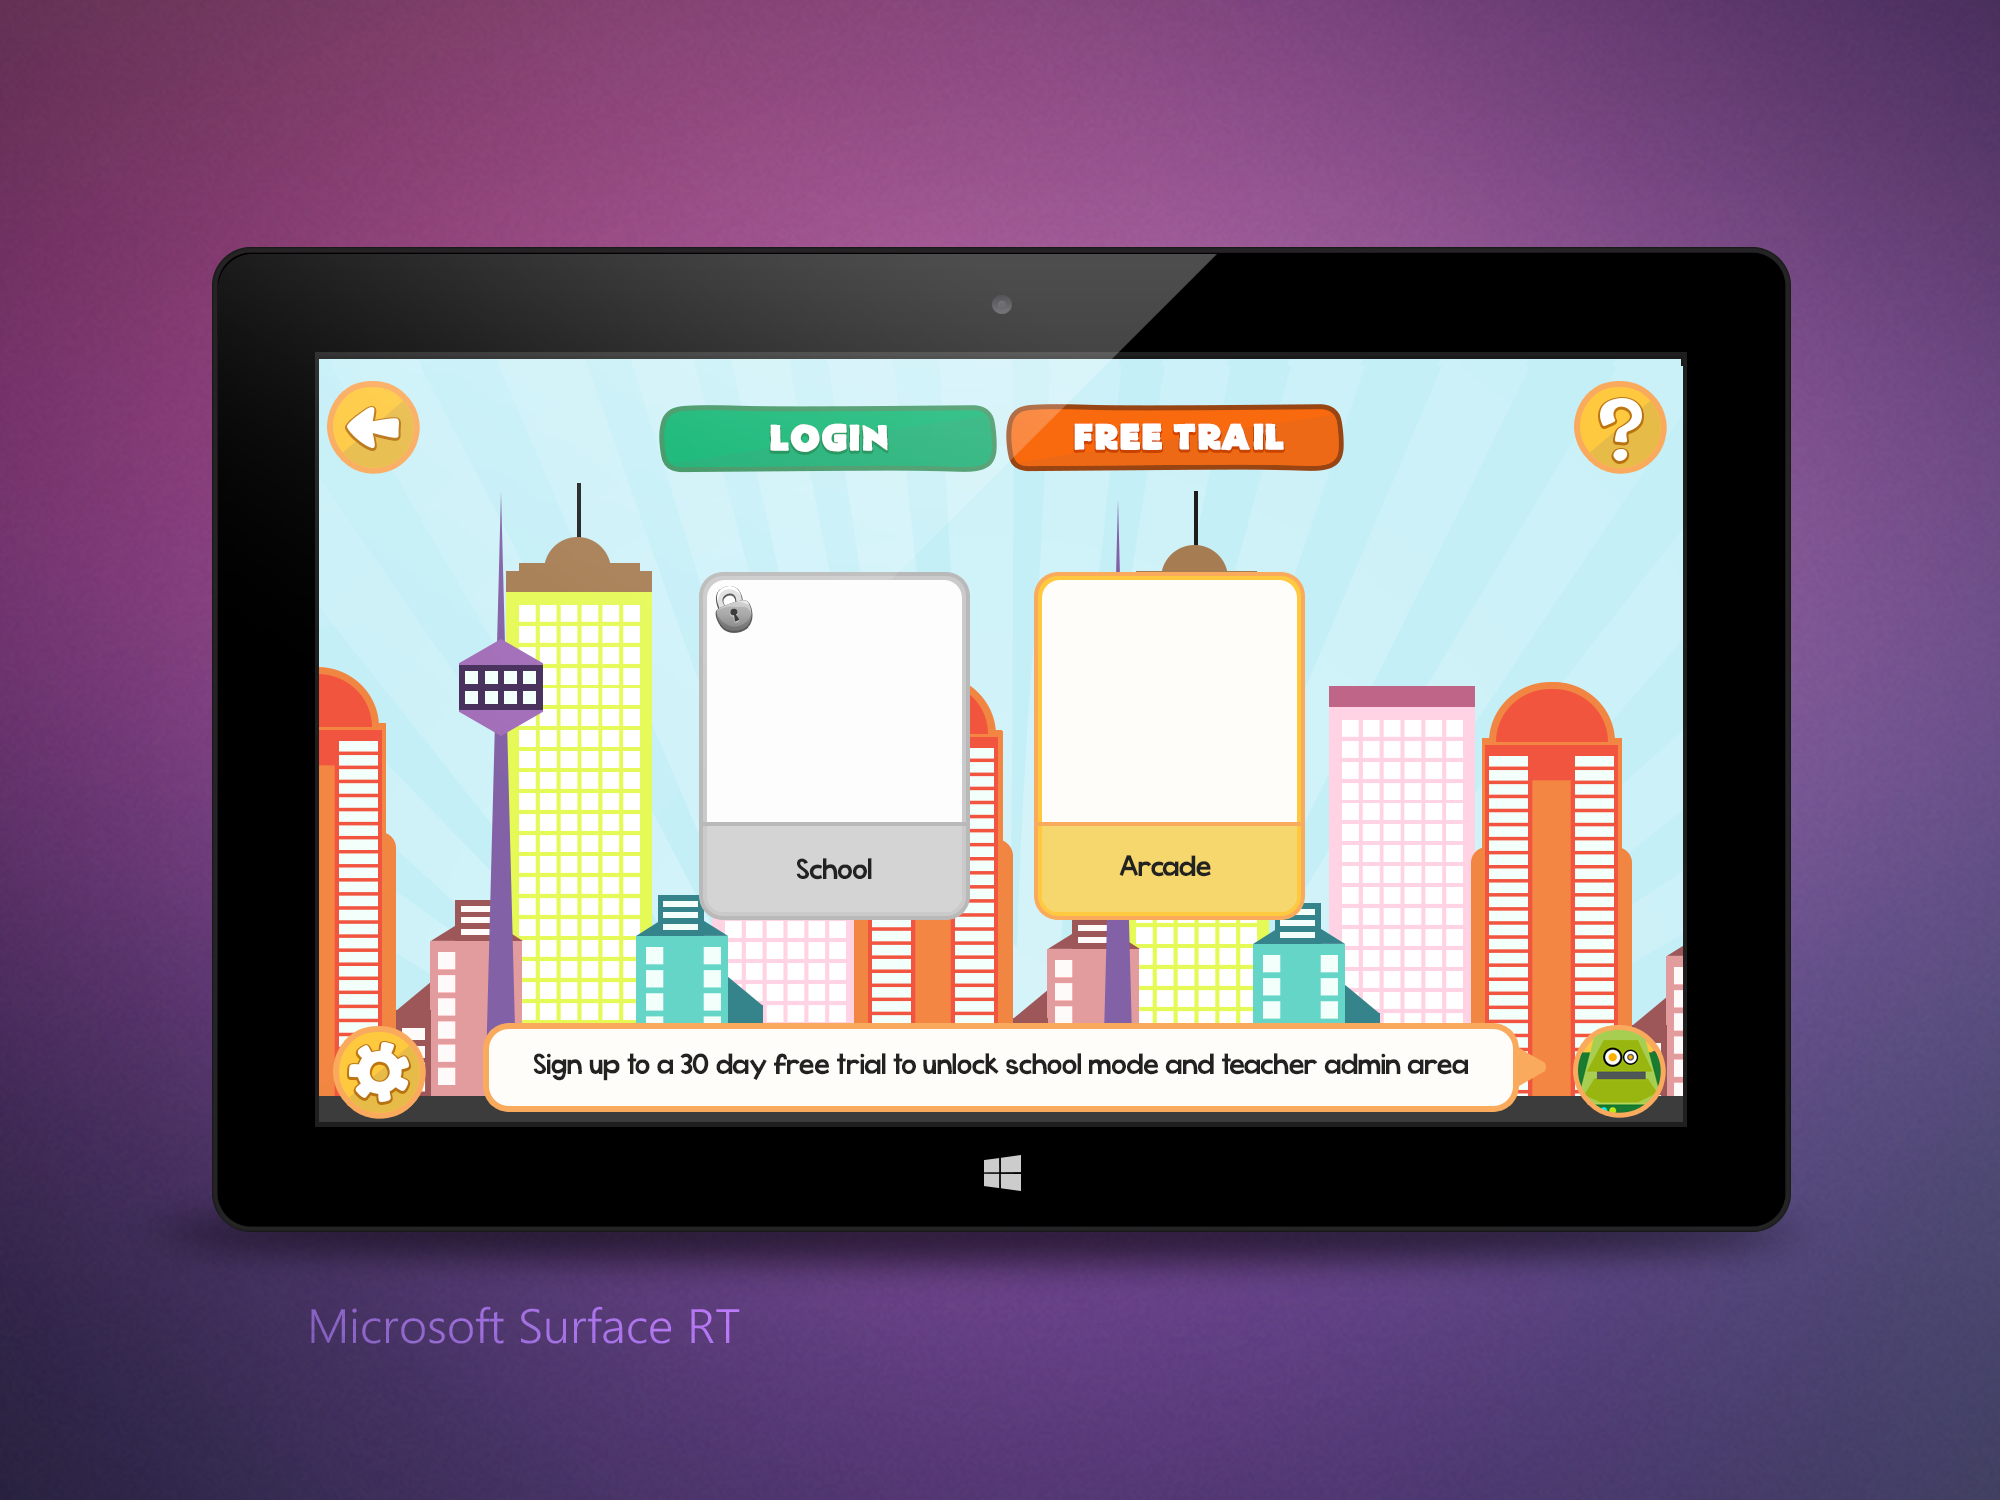 LOGIN
FREE TRAIL
School
Arcade
Sign up to a 30 day free trial to unlock school mode and teacher admin area
Microsoft Surface RT